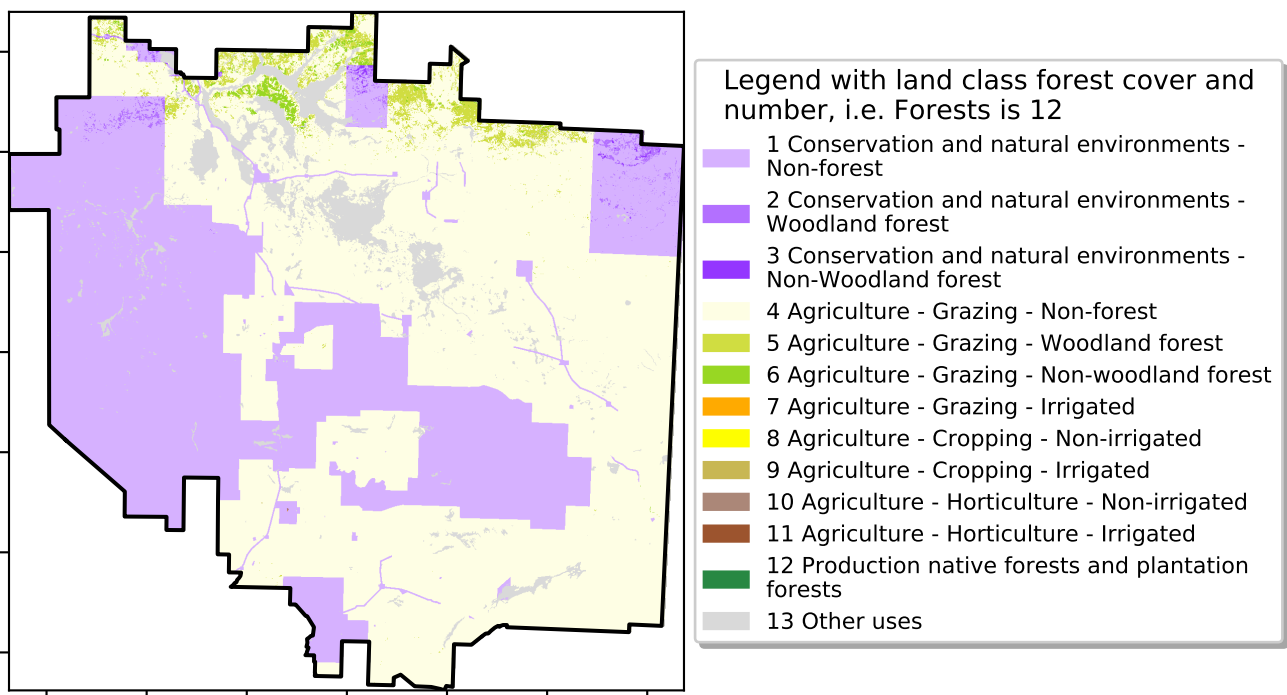 Legend with land class forest cover and
number, i.e. Forests is 12
1 Conservation and natural environments -
Non-forest
2 Conservation and natural environments -
Woodland forest
3 Conservation and natural environments -
Non-Woodland forest
4 Agriculture - Grazing - Non-forest
5 Agriculture - Grazing - Woodland forest
6 Agriculture - Grazing - Non-woodland forest
7 Agriculture - Grazing - Irrigated
8 Agriculture - Cropping - Non-irrigated
9 Agriculture - Cropping - Irrigated
10 Agriculture - Horticulture - Non-irrigated
11 Agriculture - Horticulture - Irrigated
12 Production native forests and plantation
forests
13 Other uses